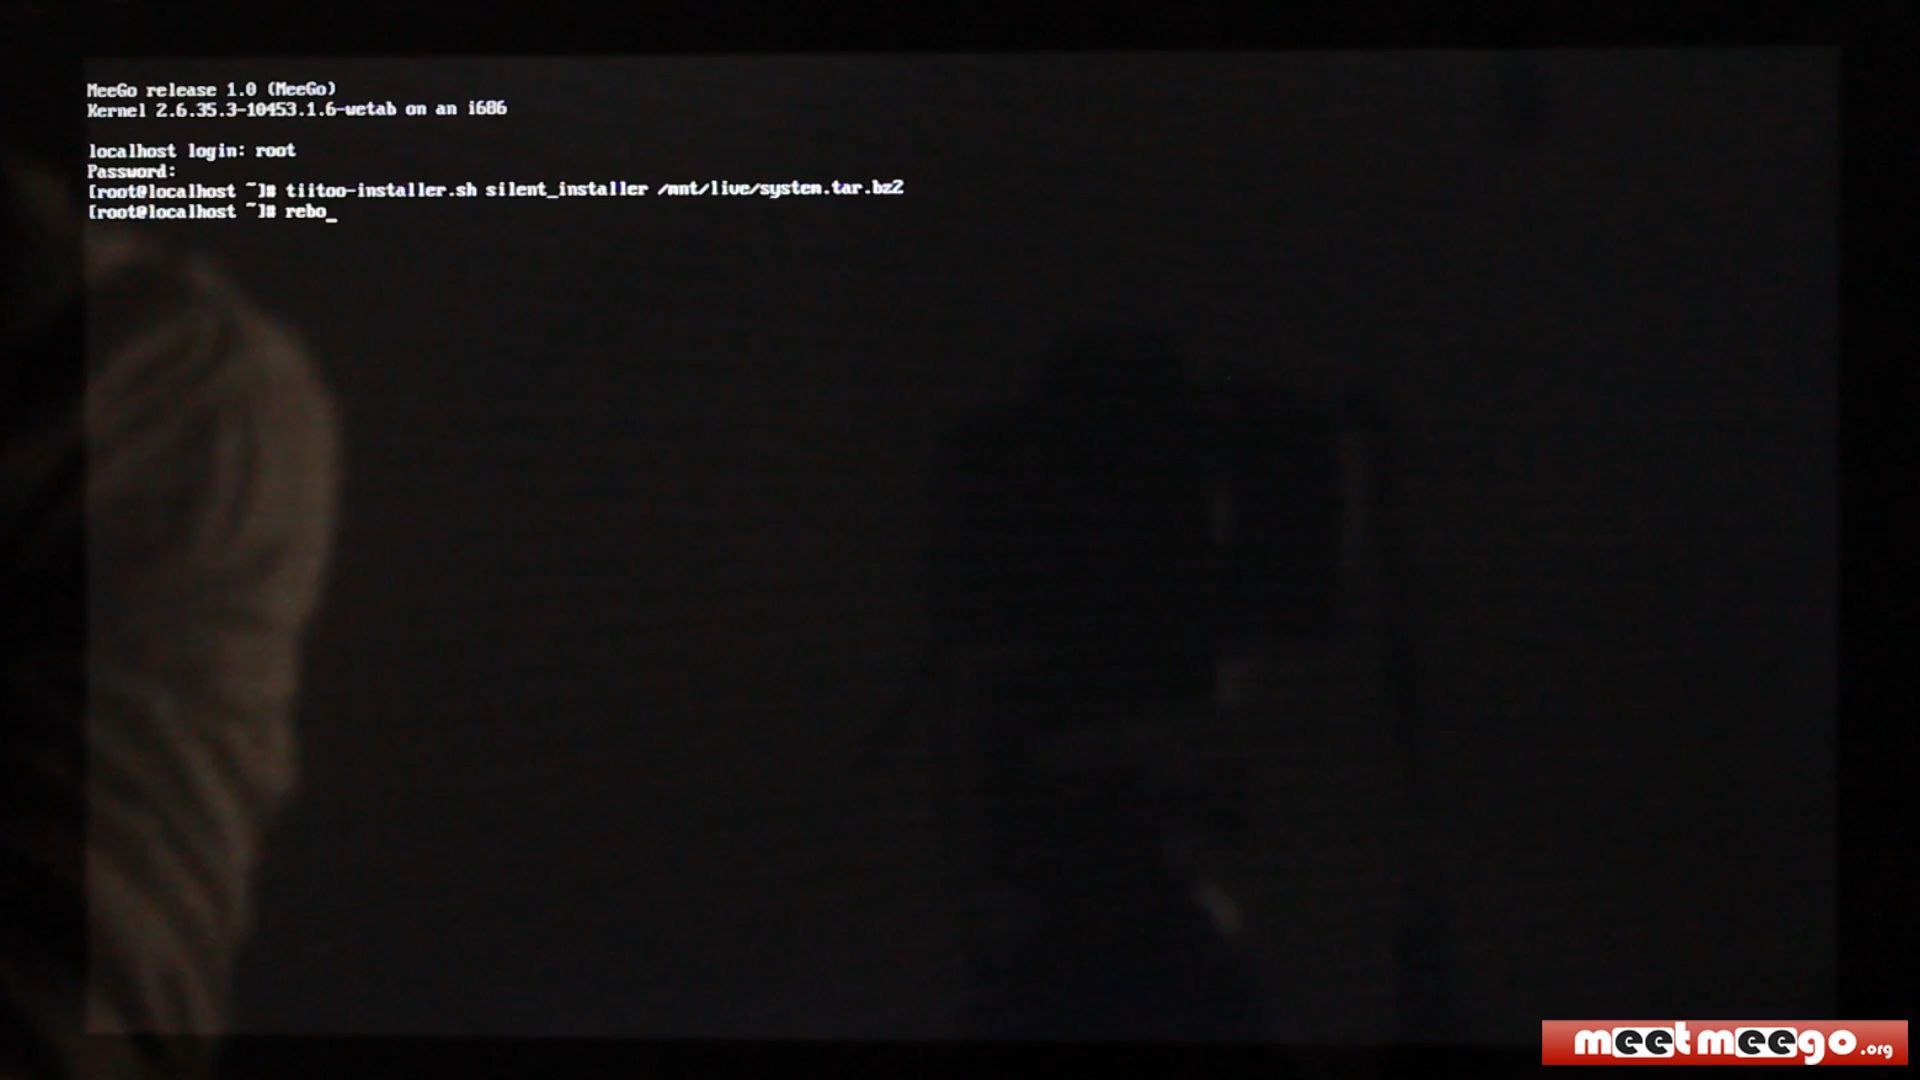 MeeGo release 1.0 (MeeGo)
Kernel 2.6.35.3-10453.1.6-wetab on an i686
localhost login: root
Password:
[root@localhost ~]# tiitoo-installer.sh silent_installer /mnt/live/system.tar.bz2
[root@localhost ~]# rebo_
meetmeego.org